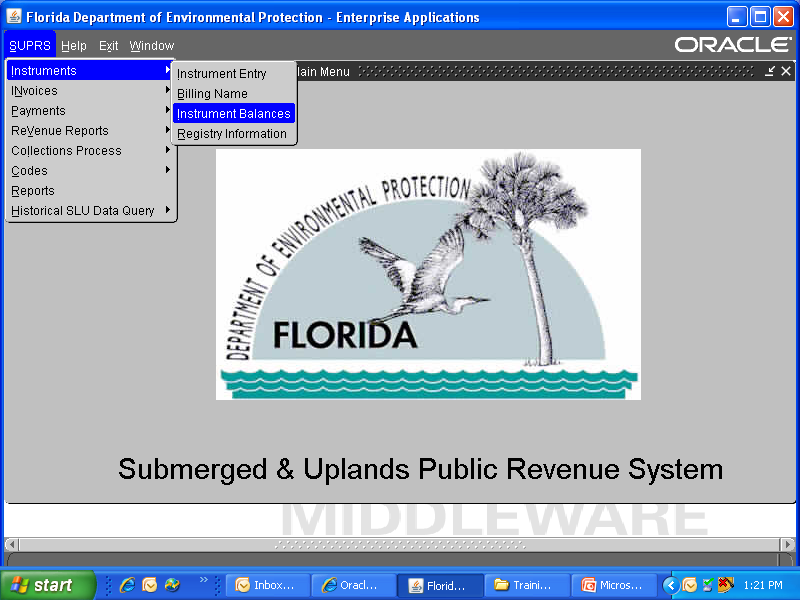 Florida Department of Environmental Protection - Enterprise Applications
SUPRS Help Exit Window
ORACLE
Instruments
INvoices
Payments
ReVenue Reports
Collections Process
Codes
Reports
Historical SLU Data Query
Instrument Entry
Billing Name
Instrument Balances
Registry Information
ain Menu
DEPARTMENT OF ENVIRONMENTAL PROTECTION
FLORIDA
Submerged & Uplands Public Revenue System
MIDDLEWARE
start
Inbox...
Oracl...
Florid...
Traini...
Micros...
1:21 PM